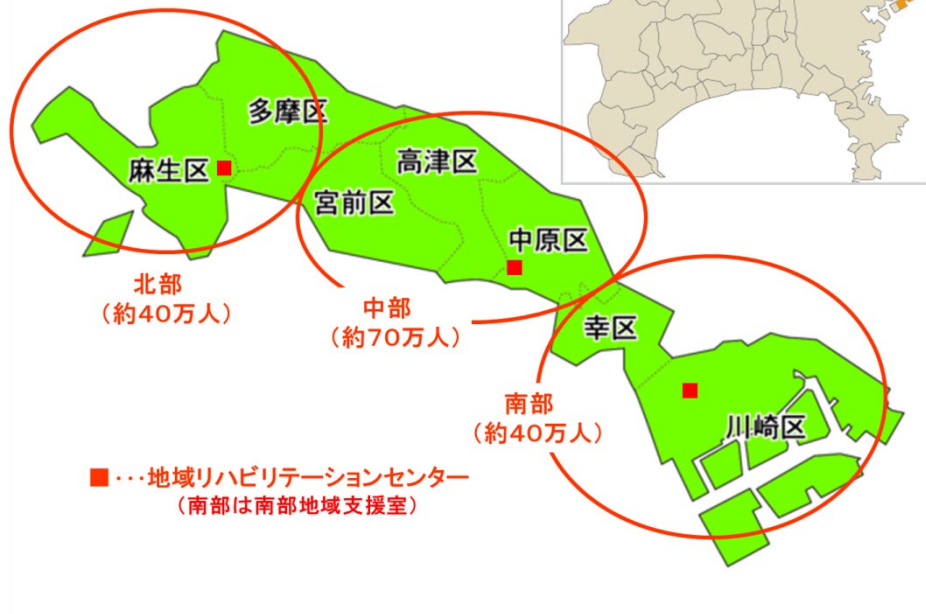 多摩区
麻生区
高津区
宮前区
中原区
北部
（約40万人）
中部
（約70万人）
幸区
南部
（約40万人）
川崎区
■･･･地域リハビリテーションセンター
（南部は南部地域支援室）